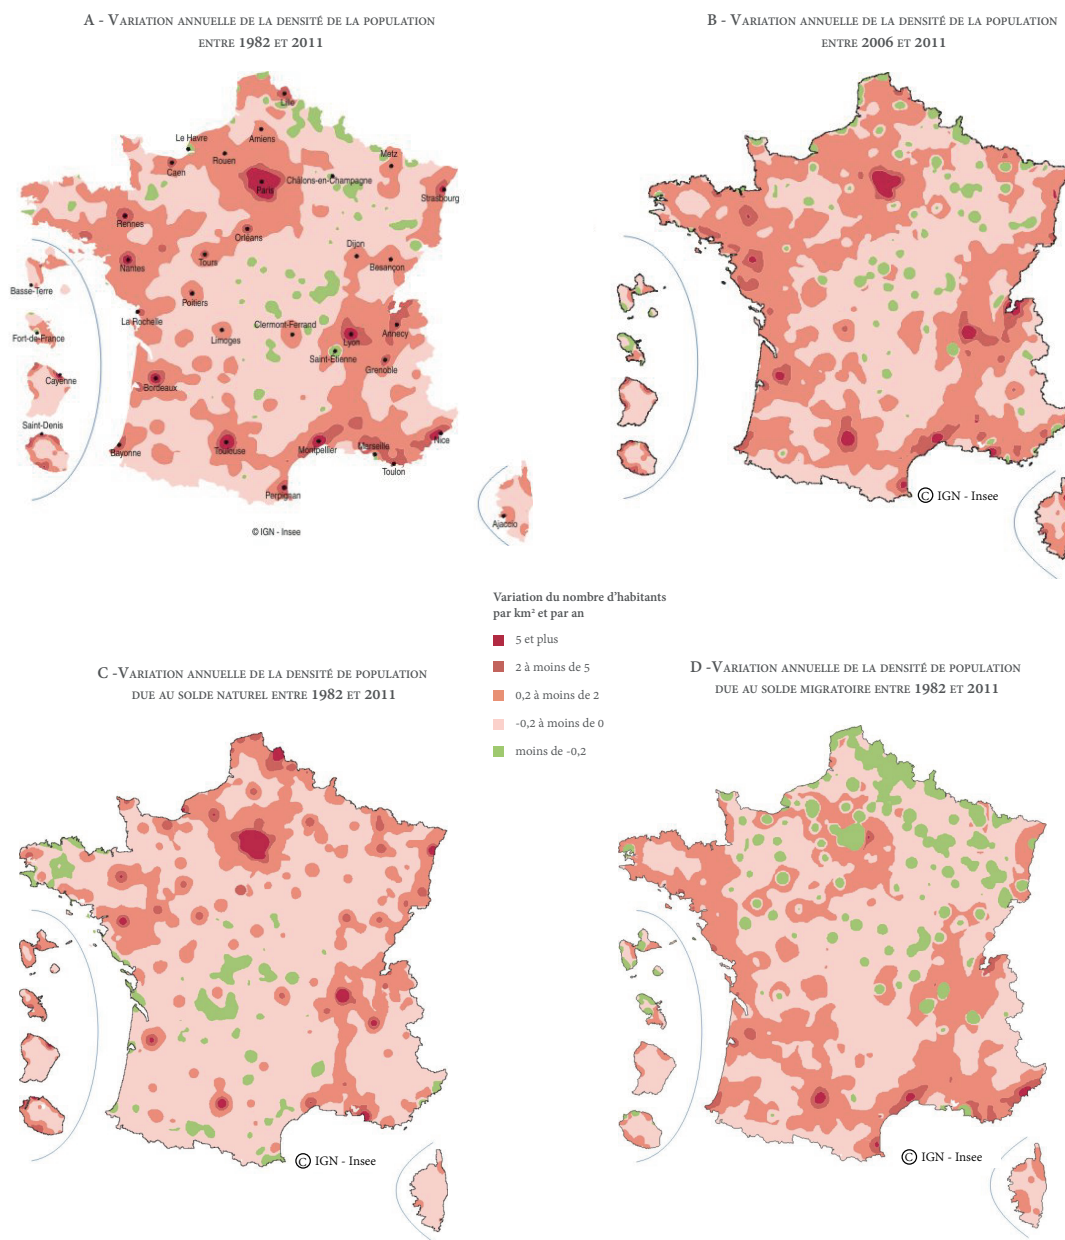 A - Variation annuelle de la densité de la population
entre 1982 et 2011
B - Variation annuelle de la densité de la population
entre 2006 et 2011
Lille
Le Havre
Amiens
Rouen
Caen
Metz
Paris
Châlons-en-Champagne
Strasbourg
Rennes
Orléans
Dijon
Nantes
Tours
Besançon
Basse-Terre
Poitiers
La Rochelle
Clermont-Ferrand
Annecy
Fort-de-France
Limoges
Lyon
Saint-Étienne
Grenoble
Cayenne
Bordeaux
Saint-Denis
Bayonne
Toulouse
Montpellier
Marseille
Nice
Toulon
Perpignan
Ajaccio
© IGN - Insee
© IGN - Insee
Variation du nombre d'habitants
par km² et par an
5 et plus
2 à moins de 5
0,2 à moins de 2
-0,2 à moins de 0
moins de -0,2
C -Variation annuelle de la densité de population
due au solde naturel entre 1982 et 2011
D -Variation annuelle de la densité de population
due au solde migratoire entre 1982 et 2011
© IGN - Insee
© IGN - Insee